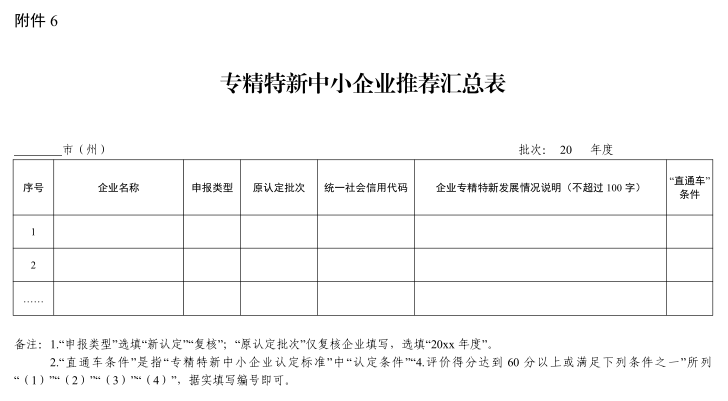 附件 6
专精特新中小企业推荐汇总表
________市（州）
批次： 20 年度
序号 企业名称 申报类型 原认定批次 统一社会信用代码 企业专精特新发展情况说明（不超过 100 字） “直通车”
条件
1
2
……
备注：1.“申报类型”选填“新认定”“复核”；“原认定批次”仅复核企业填写，选填“20xx 年度”。
2.“直通车条件”是指“专精特新中小企业认定标准”中“认定条件”“4.评价得分达到 60 分以上或满足下列条件之一”所列
“（1）”“（2）”“（3）”“（4）”，据实填写编号即可。